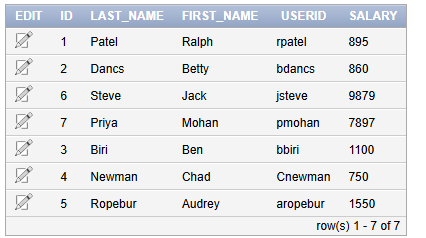 EDIT ID LAST_NAME FIRST_NAME USERID SALARY
1 Patel Ralph rpatel 895
2 Dancs Betty bdancs 860
6 Steve Jack jsteve 9879
7 Priya Mohan pmohan 7897
3 Biri Ben bbiri 1100
4 Newman Chad Cnewman 750
5 Ropebur Audrey aropebur 1550
row(s) 1 - 7 of 7